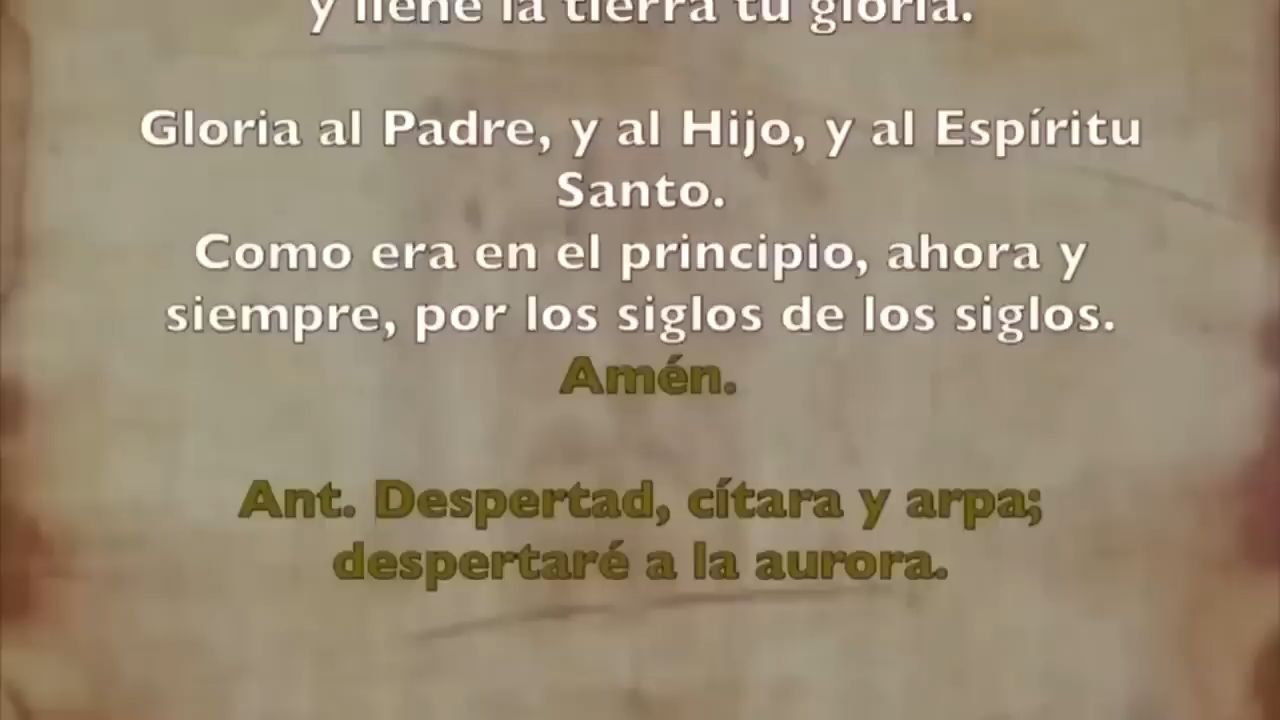 y llene la tierra tu gloria.
Gloria al Padre, y al Hijo, y al Espíritu
Santo.
Como era en el principio, ahora y
siempre, por los siglos de los siglos.
Amén.
Ant. Despertad, cítara y arpa;
despertaré a la aurora.